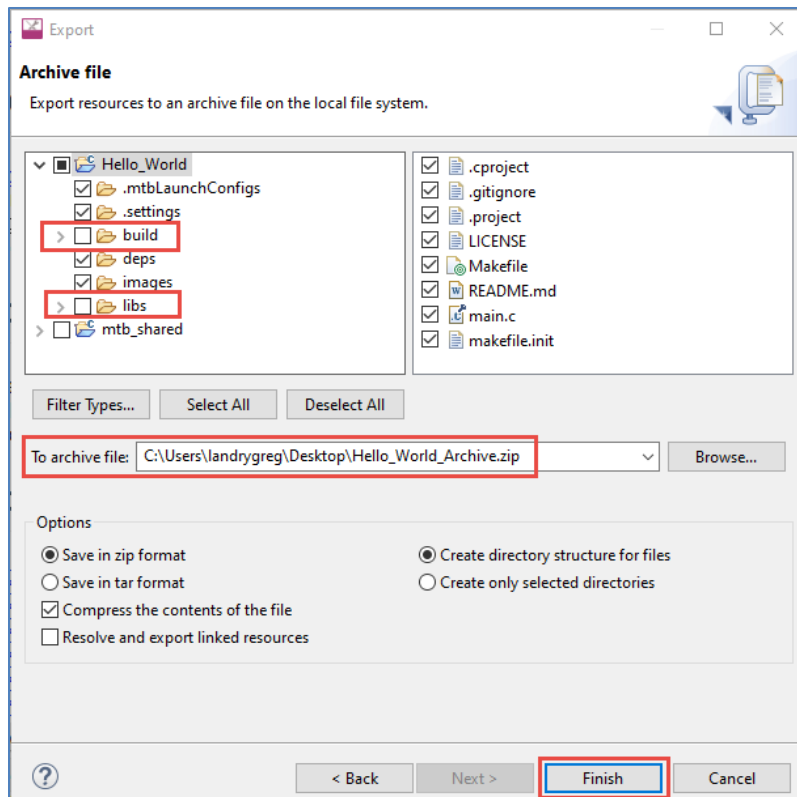 Export
Archive file
Export resources to an archive file on the local file system.
Hello_World
.mtbLaunchConfigs
.settings
build
deps
images
libs
mtb_shared
.cproject
.gitignore
.project
LICENSE
Makefile
README.md
main.c
makefile.init
Filter Types...
Select All
Deselect All
To archive file:
C:\Users\landrygreg\Desktop\Hello_World_Archive.zip
Browse...
Options
Save in zip format
Create directory structure for files
Save in tar format
Create only selected directories
Compress the contents of the file
Resolve and export linked resources
< Back
Next >
Finish
Cancel